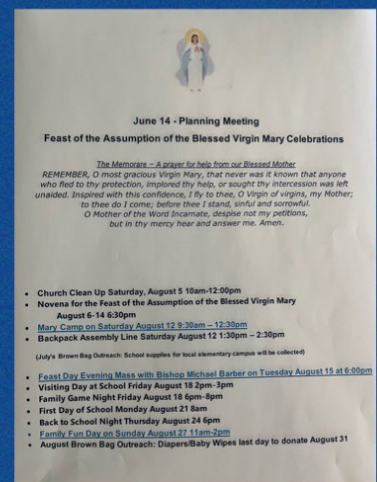 June 14 - Planning Meeting
Feast of the Assumption of the Blessed Virgin Mary Celebrations
The Memorare – A prayer for help from our Blessed Mother
REMEMBER, O most gracious Virgin Mary, that never was it known that anyone
who fled to thy protection, implored thy help, or sought thy intercession was left
unaided. Inspired with this confidence, I fly to thee, O Virgin of virgins, my Mother;
to thee do I come; before thee I stand, sinful and sorrowful.
O Mother of the Word Incarnate, despise not my petitions,
but in thy mercy hear and answer me. Amen.
• Church Clean Up Saturday, August 5 10am-12:00pm
• Novena for the Feast of the Assumption of the Blessed Virgin Mary
August 6-14 6:30pm
• Mary Camp on Saturday August 12 9:30am – 12:30pm
• Backpack Assembly Line Saturday August 12 1:30pm – 2:30pm
(July's Brown Bag Outreach: School supplies for local elementary campus will be collected)
• Feast Day Evening Mass with Bishop Michael Barber on Tuesday August 15 at 6:00pm
• Visiting Day at School Friday August 18 2pm-3pm
• Family Game Night Friday August 18 6pm-8pm
• First Day of School Monday August 21 8am
• Back to School Night Thursday August 24 6pm
• Family Fun Day on Sunday August 27 11am-2pm
• August Brown Bag Outreach: Diapers/Baby Wipes last day to donate August 31